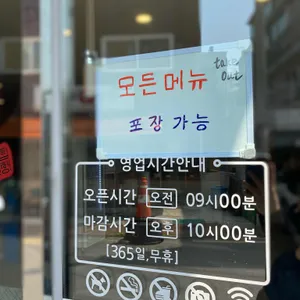 take
out
모든 메뉴
포장 가능
영업시간안내
오픈시간 오전 09시00분
마감시간 오후 10시00분
[365일,무휴]